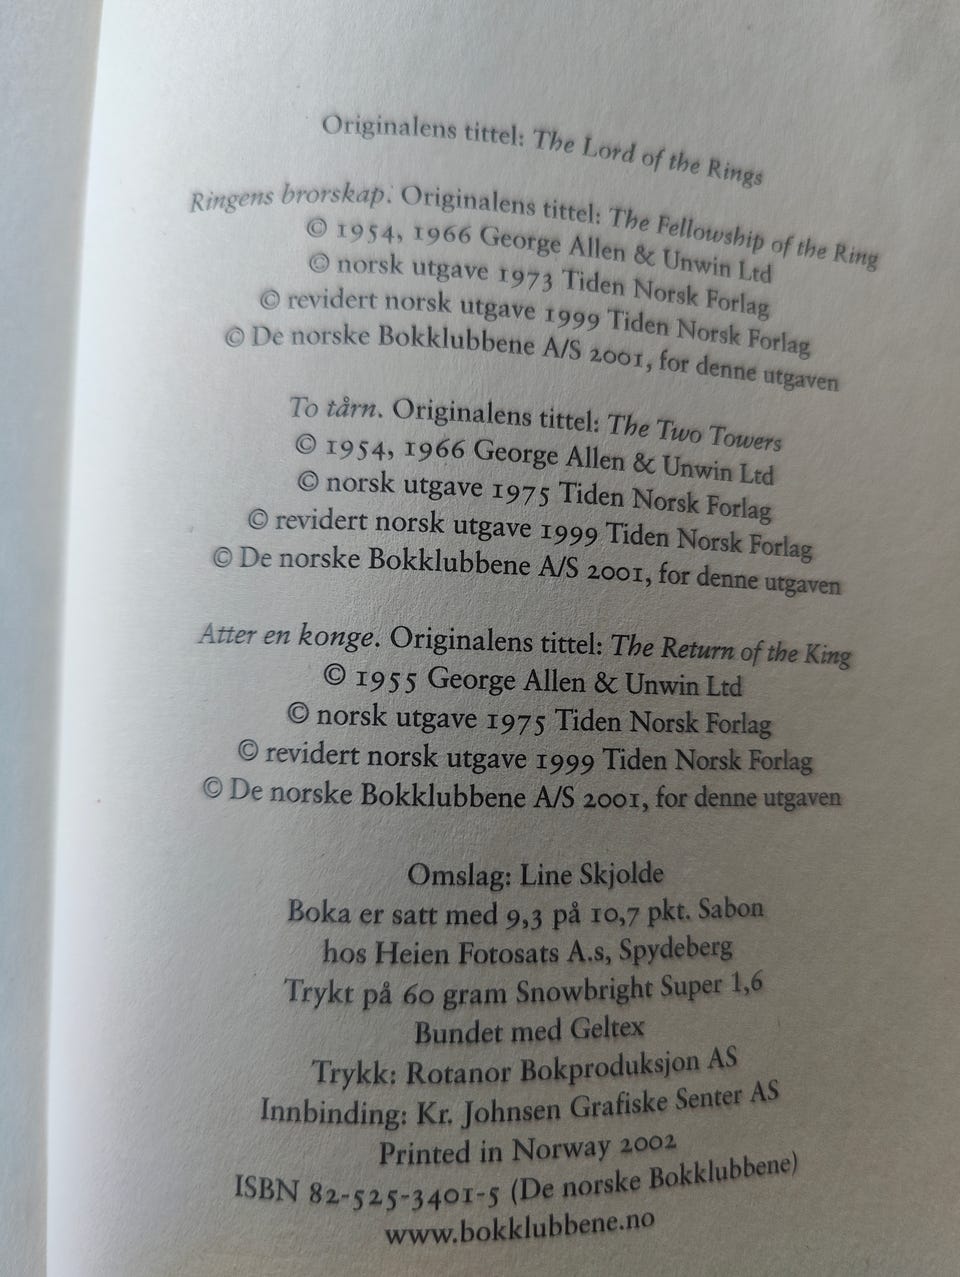 Originalens tittel: The Lord of the Rings
Ringens brorskap. Originalens tittel: The Fellowship of the Ring
© 1954, 1966 George Allen & Unwin Ltd
© norsk utgave 1973 Tiden Norsk Forlag
© revidert norsk utgave 1999 Tiden Norsk Forlag
© De norske Bokklubbene A/S 2001, for denne utgaven
To tårn. Originalens tittel: The Two Towers
© 1954, 1966 George Allen & Unwin Ltd
© norsk utgave 1975 Tiden Norsk Forlag
© revidert norsk utgave 1999 Tiden Norsk Forlag
© De norske Bokklubbene A/S 2001, for denne utgaven
Atter en konge. Originalens tittel: The Return of the King
© 1955 George Allen & Unwin Ltd
© norsk utgave 1975 Tiden Norsk Forlag
© revidert norsk utgave 1999 Tiden Norsk Forlag
© De norske Bokklubbene A/S 2001, for denne utgaven
Omslag: Line Skjolde
Boka er satt med 9,3 på 10,7 pkt. Sabon
hos Heien Fotosats A.s, Spydeberg
Trykt på 60 gram Snowbright Super 1,6
Bundet med Geltex
Trykk: Rotanor Bokproduksjon AS
Innbinding: Kr. Johnsen Grafiske Senter AS
Printed in Norway 2002
ISBN 82-525-3401-5 (De norske Bokklubbene)
www.bokklubbene.no